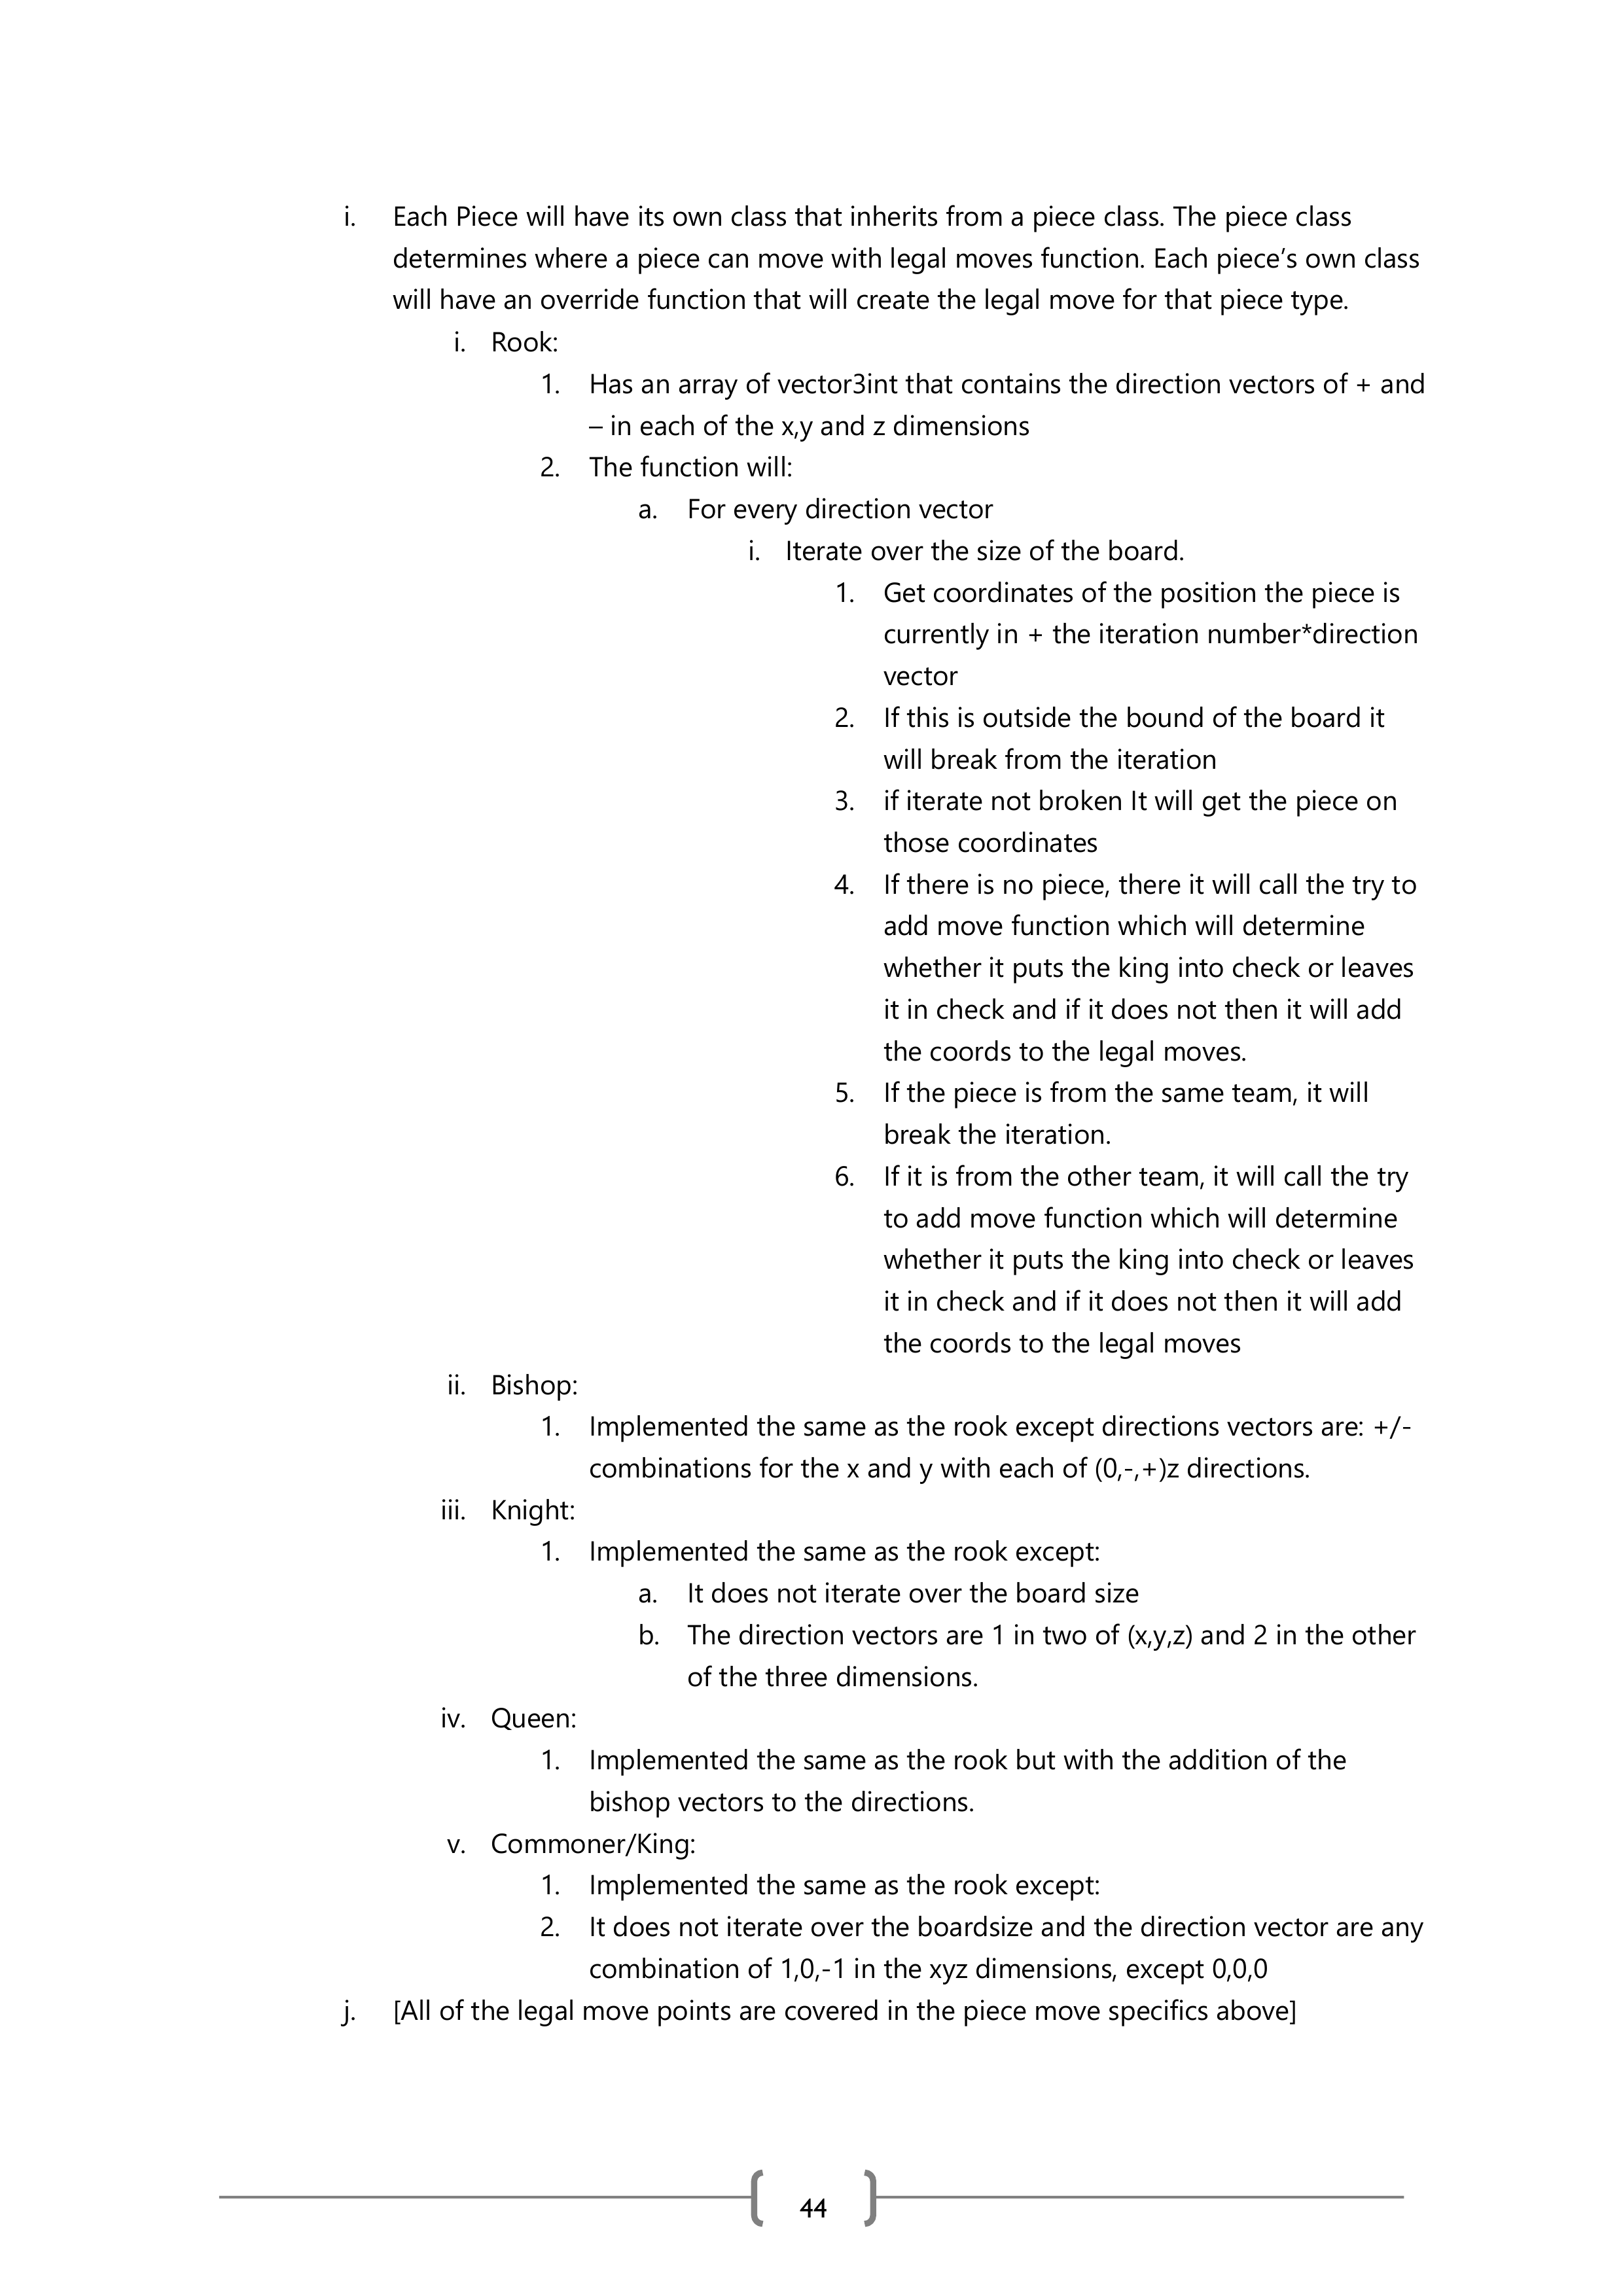 i. Each Piece will have its own class that inherits from a piece class. The piece class
determines where a piece can move with legal moves function. Each piece’s own class
will have an override function that will create the legal move for that piece type.
i. Rook:
1. Has an array of vector3int that contains the direction vectors of + and
– in each of the x,y and z dimensions
2. The function will:
a. For every direction vector
i. Iterate over the size of the board.
1. Get coordinates of the position the piece is
currently in + the iteration number*direction
vector
2. If this is outside the bound of the board it
will break from the iteration
3. if iterate not broken It will get the piece on
those coordinates
4. If there is no piece, there it will call the try to
add move function which will determine
whether it puts the king into check or leaves
it in check and if it does not then it will add
the coords to the legal moves.
5. If the piece is from the same team, it will
break the iteration.
6. If it is from the other team, it will call the try
to add move function which will determine
whether it puts the king into check or leaves
it in check and if it does not then it will add
the coords to the legal moves
ii. Bishop:
1. Implemented the same as the rook except directions vectors are: +/-
combinations for the x and y with each of (0,-,+)z directions.
iii. Knight:
1. Implemented the same as the rook except:
a. It does not iterate over the board size
b. The direction vectors are 1 in two of (x,y,z) and 2 in the other
of the three dimensions.
iv. Queen:
1. Implemented the same as the rook but with the addition of the
bishop vectors to the directions.
v. Commoner/King:
1. Implemented the same as the rook except:
2. It does not iterate over the boardsize and the direction vector are any
combination of 1,0,-1 in the xyz dimensions, except 0,0,0
j. [All of the legal move points are covered in the piece move specifics above]
44